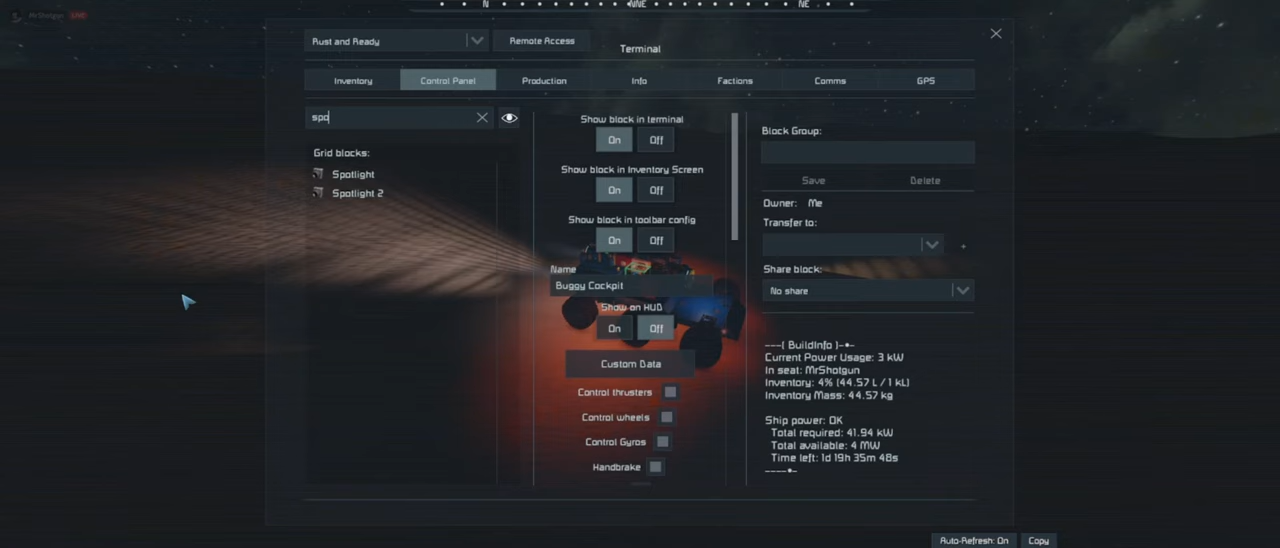 MrShotgun LIVE
N NNE NE
Rust and Ready
Remote Access
Terminal
Inventory
Control Panel
Production
Info
Factions
Comms
GPS
spo
Grid blocks:
Spotlight
Spotlight 2
Show block in terminal
On Off
Show block in Inventory Screen
On Off
Show block in toolbar config
On Off
Name
Buggy Cockpit
Show on HUD
On Off
Custom Data
Control thrusters
Control wheels
Control Gyros
Handbrake
Block Group:
Save Delete
Owner: Me
Transfer to:
Share block:
No share
---[ BuildInfo ]-•-
Current Power Usage: 3 kW
In seat: MrShotgun
Inventory: 4% (44.57 L / 1 kL)
Inventory Mass: 44.57 kg
Ship power: OK
Total required: 41.94 kW
Total available: 4 MW
Time left: 1d 19h 35m 48s
----•-
Auto-Refresh: On
Copy